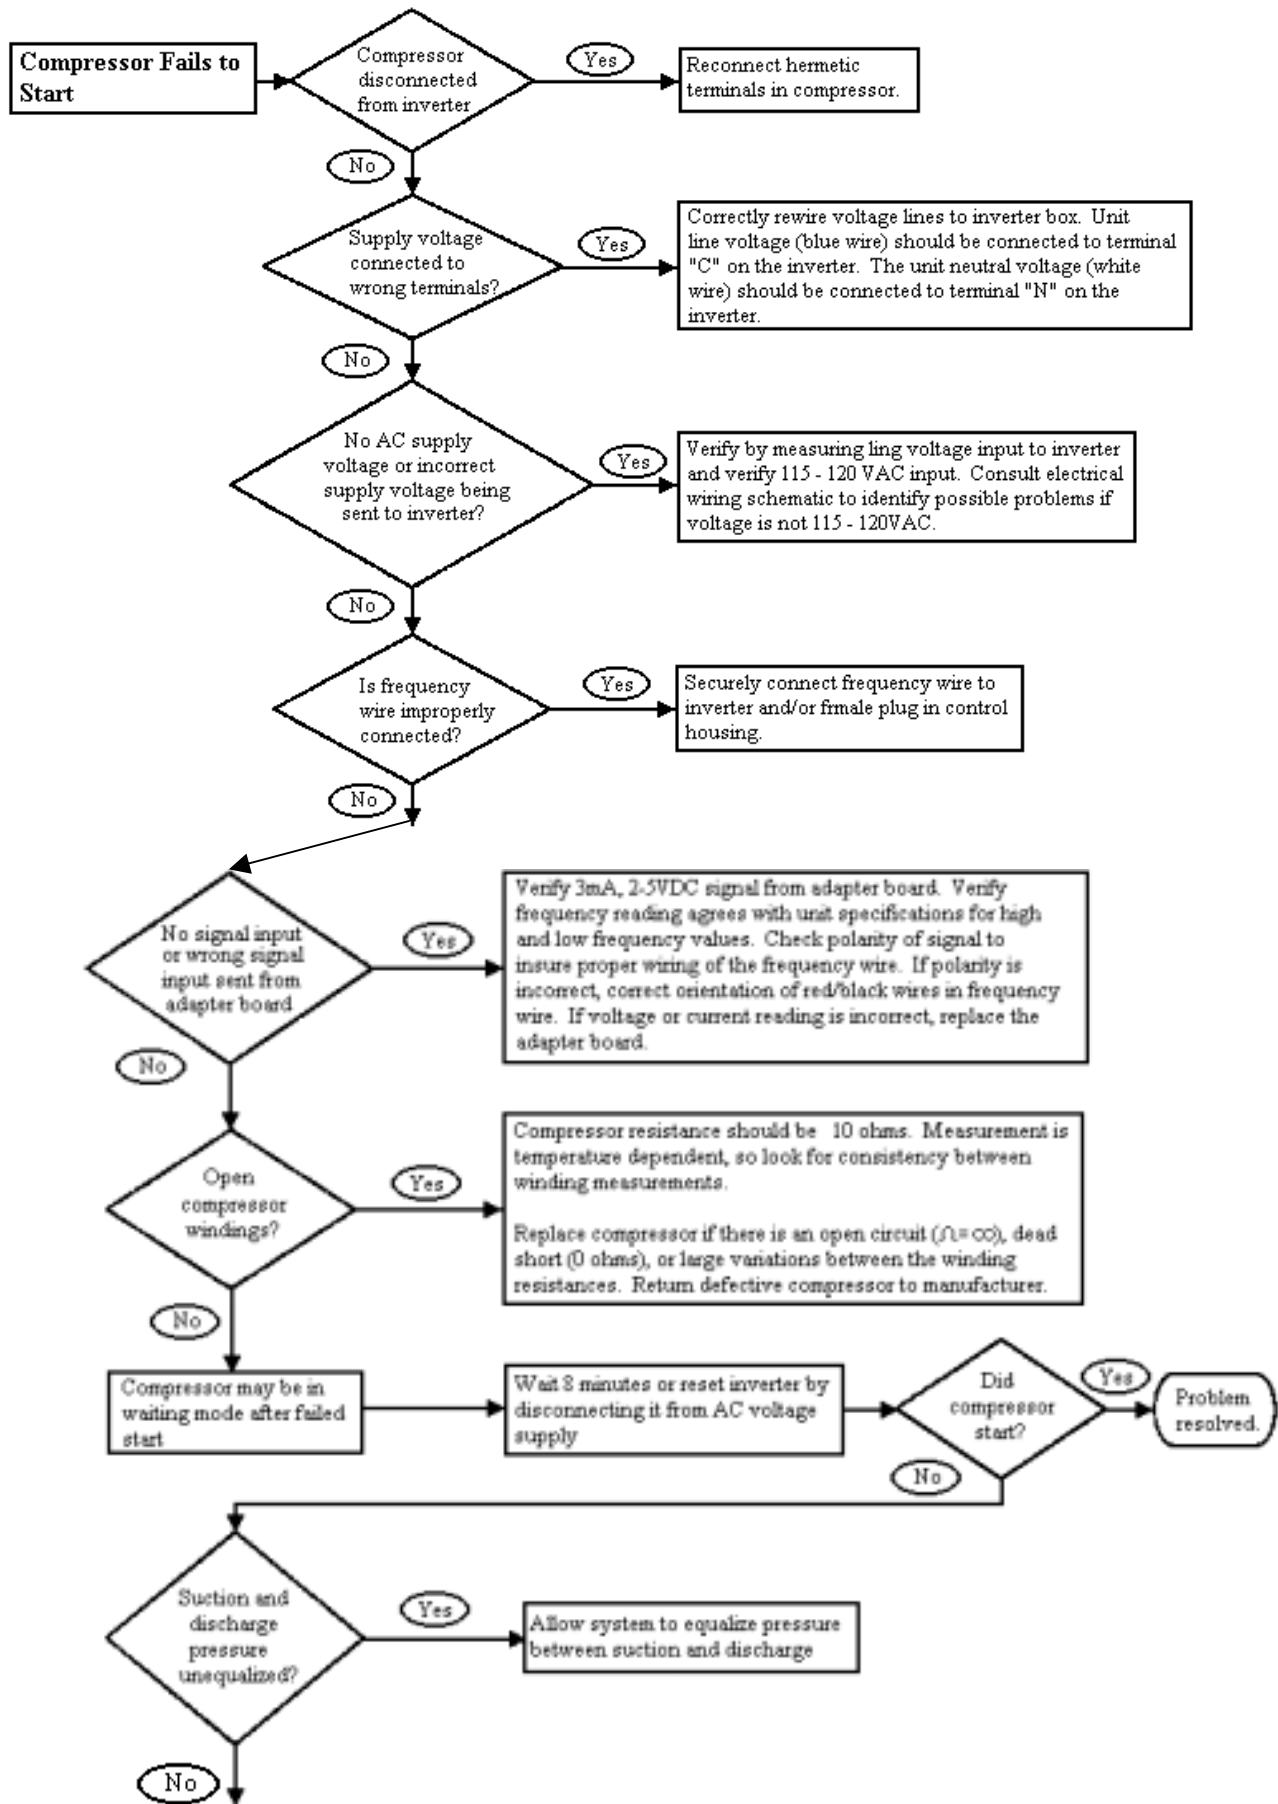 Compressor Fails to
Start
Compressor
disconnected
from inverter
Yes
Reconnect hermetic
terminals in compressor.
No
Supply voltage
connected to
wrong terminals?
Yes
Correctly rewire voltage lines to inverter box. Unit
line voltage (blue wire) should be connected to terminal
"C" on the inverter. The unit neutral voltage (white
wire) should be connected to terminal "N" on the
inverter.
No
No AC supply
voltage or incorrect
supply voltage being
sent to inverter?
Yes
Verify by measuring ling voltage input to inverter
and verify 115 - 120 VAC input. Consult electrical
wiring schematic to identify possible problems if
voltage is not 115 - 120VAC.
No
Is frequency
wire improperly
connected?
Yes
Securely connect frequency wire to
inverter and/or frmale plug in control
housing.
No
No signal input
or wrong signal
input sent from
adapter board
Yes
Verify 3mA, 2-5VDC signal from adapter board. Verify
frequency reading agrees with unit specifications for high
and low frequency values. Check polarity of signal to
insure proper wiring of the frequency wire. If polarity is
incorrect, correct orientation of red/black wires in frequency
wire. If voltage or current reading is incorrect, replace the
adapter board.
No
Open
compressor
windings?
Yes
Compressor resistance should be 10 ohms. Measurement is
temperature dependent, so look for consistency between
winding measurements.
Replace compressor if there is an open circuit (Ω=∞), dead
short (0 ohms), or large variations between the winding
resistances. Return defective compressor to manufacturer.
No
Compressor may be in
waiting mode after failed
start
Wait 8 minutes or reset inverter by
disconnecting it from AC voltage
supply
Did
compressor
start?
Yes
Problem
resolved.
No
Suction and
discharge
pressure
unequalized?
Yes
Allow system to equalize pressure
between suction and discharge
No